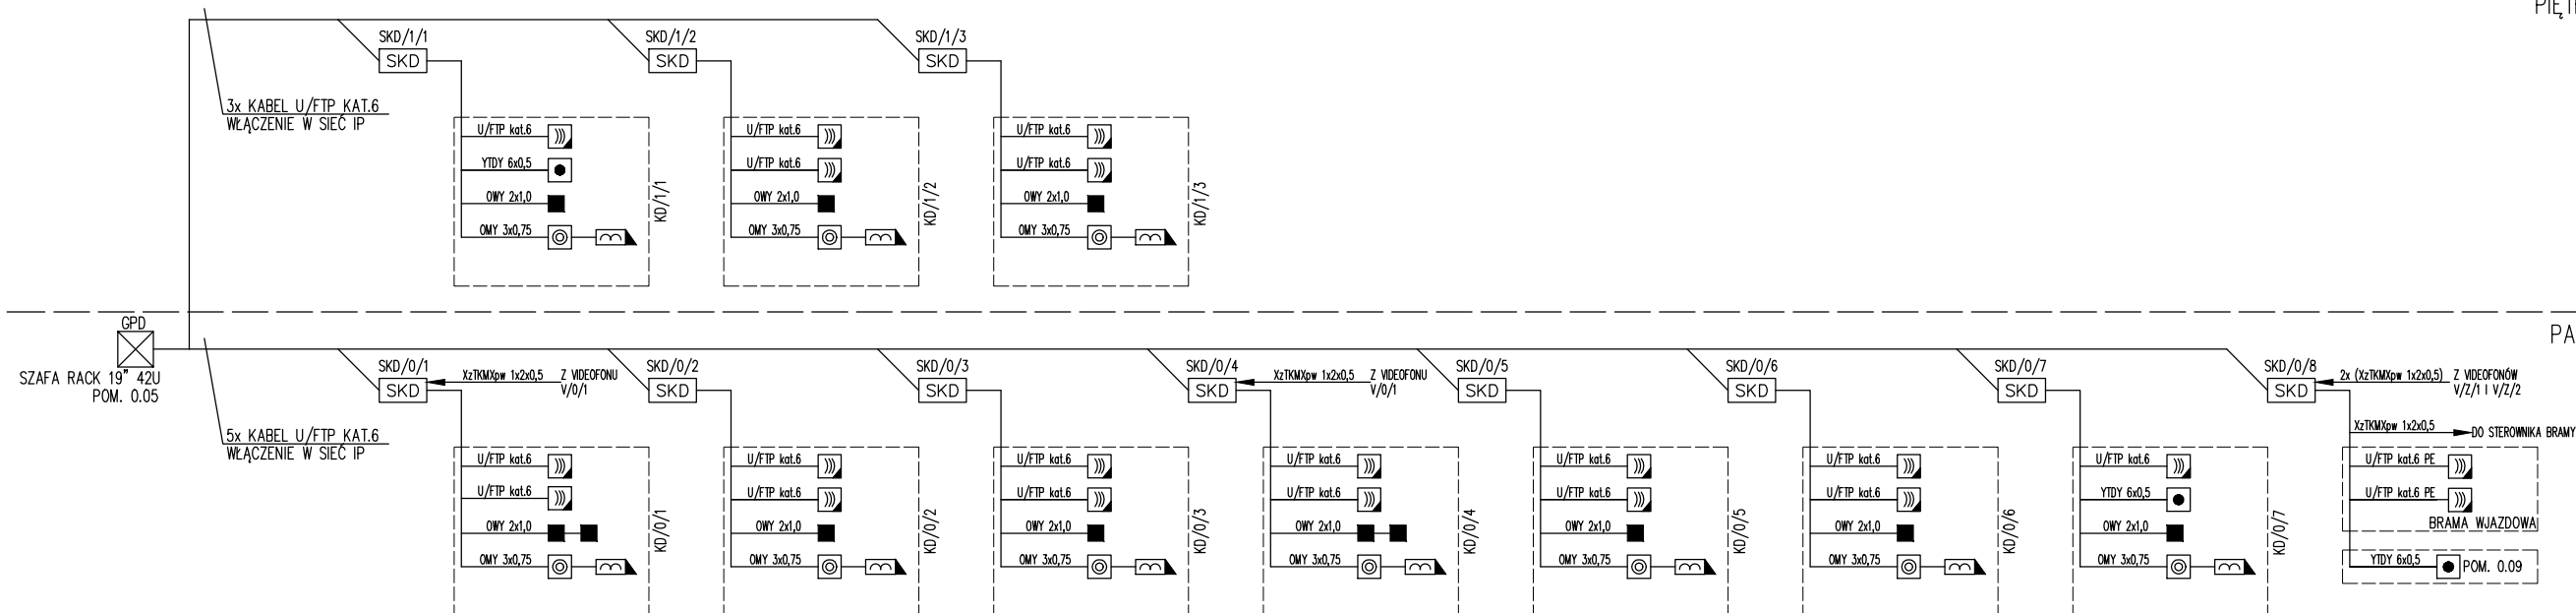 SKD/1/1
SKD
SKD/1/2
SKD
SKD/1/3
SKD
3x KABEL U/FTP KAT.6
WŁĄCZENIE W SIEĆ IP
U/FTP kat.6
YTDY 6x0,5
OWY 2x1,0
OMY 3x0,75
KD/1/1
U/FTP kat.6
U/FTP kat.6
OWY 2x1,0
OMY 3x0,75
KD/1/2
U/FTP kat.6
U/FTP kat.6
OWY 2x1,0
OMY 3x0,75
KD/1/3
GPD
SZAFA RACK 19" 42U
POM. 0.05
5x KABEL U/FTP KAT.6
WŁĄCZENIE W SIEĆ IP
SKD/0/1
SKD
XzTKMXpw 1x2x0,5
Z VIDEOFONU
V/0/1
SKD/0/2
SKD
SKD/0/3
SKD
SKD/0/4
SKD
XzTKMXpw 1x2x0,5
Z VIDEOFONU
V/0/1
SKD/0/5
SKD
SKD/0/6
SKD
SKD/0/7
SKD
SKD/0/8
SKD
2x (XzTKMXpw 1x2x0,5)
Z VIDEOFONÓW
V/Z/1 I V/Z/2
XzTKMXpw 1x2x0,5
DO STEROWNIKA BRAMY
U/FTP kat.6
U/FTP kat.6
OWY 2x1,0
OMY 3x0,75
KD/0/1
U/FTP kat.6
U/FTP kat.6
OWY 2x1,0
OMY 3x0,75
KD/0/2
U/FTP kat.6
U/FTP kat.6
OWY 2x1,0
OMY 3x0,75
KD/0/3
U/FTP kat.6
U/FTP kat.6
OWY 2x1,0
OMY 3x0,75
KD/0/4
U/FTP kat.6
U/FTP kat.6
OWY 2x1,0
OMY 3x0,75
KD/0/5
U/FTP kat.6
U/FTP kat.6
OWY 2x1,0
OMY 3x0,75
KD/0/6
U/FTP kat.6
YTDY 6x0,5
OWY 2x1,0
OMY 3x0,75
KD/0/7
U/FTP kat.6 PE
U/FTP kat.6 PE
BRAMA WJAZDOWA
YTDY 6x0,5
POM. 0.09